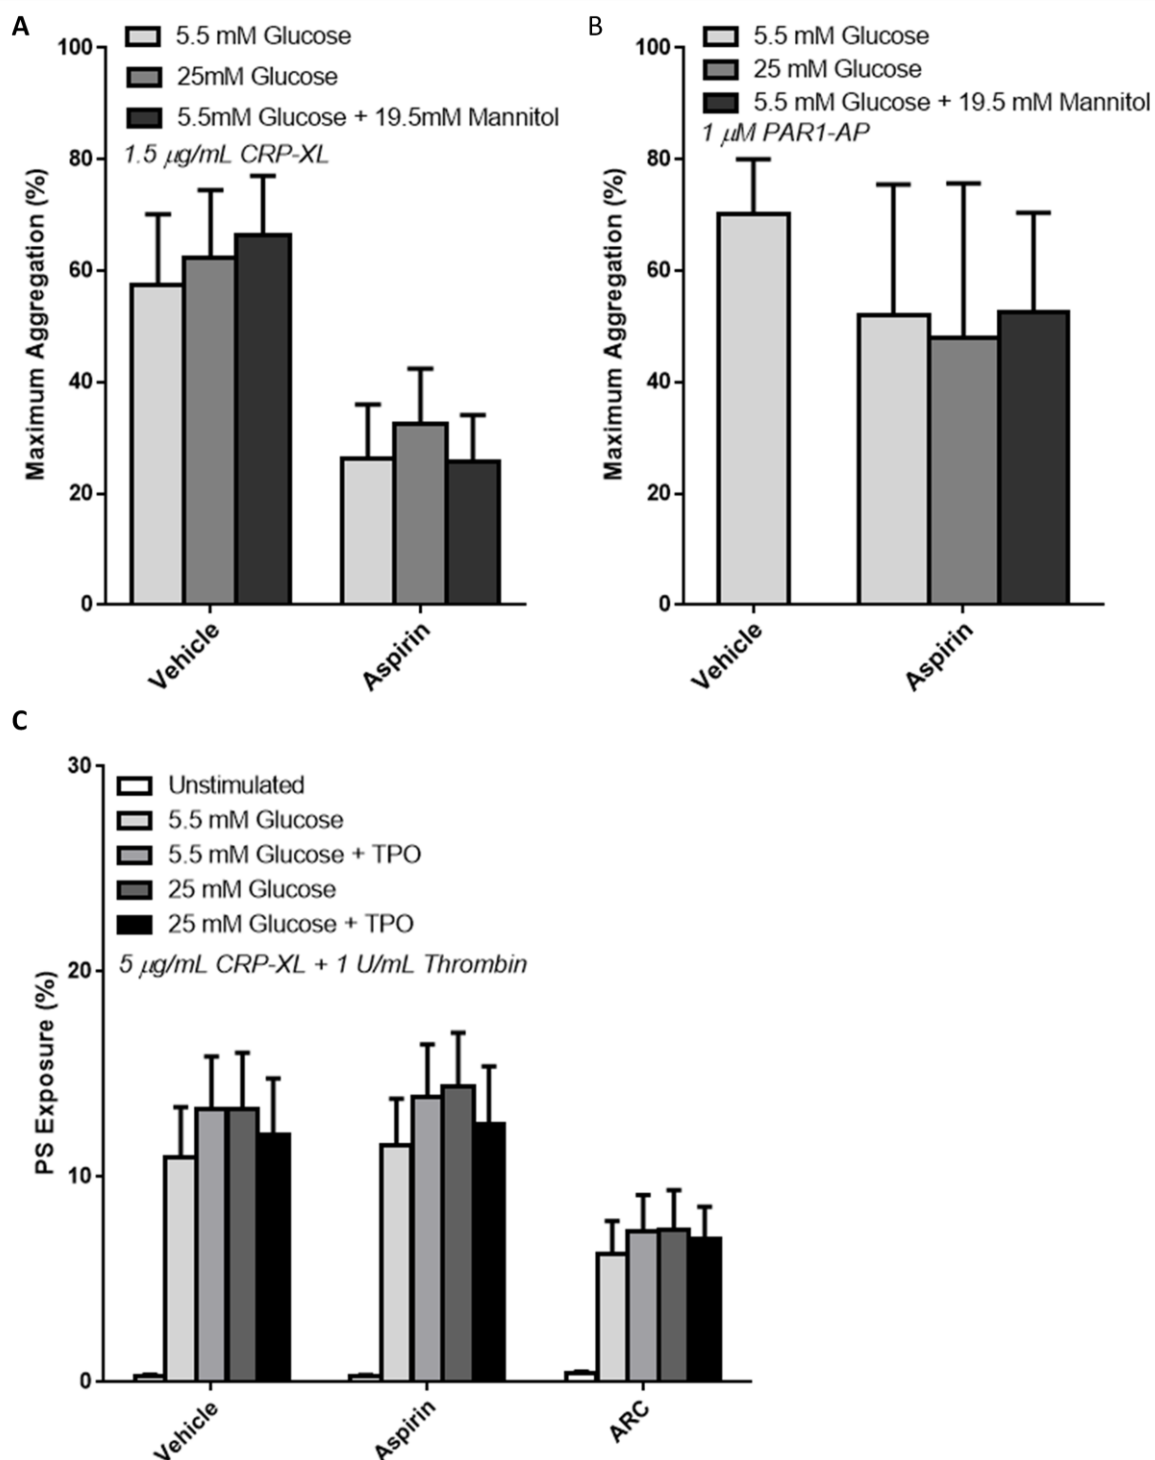 A
5.5 mM Glucose
25mM Glucose
5.5mM Glucose + 19.5mM Mannitol
1.5 µg/mL CRP-XL
Maximum Aggregation (%)
100
80
60
40
20
0
Vehicle
Aspirin
B
5.5 mM Glucose
25 mM Glucose
5.5 mM Glucose + 19.5 mM Mannitol
1 µM PAR1-AP
Maximum Aggregation (%)
100
80
60
40
20
0
Vehicle
Aspirin
C
Unstimulated
5.5 mM Glucose
5.5 mM Glucose + TPO
25 mM Glucose
25 mM Glucose + TPO
5 µg/mL CRP-XL + 1 U/mL Thrombin
PS Exposure (%)
30
20
10
0
Vehicle
Aspirin
ARC